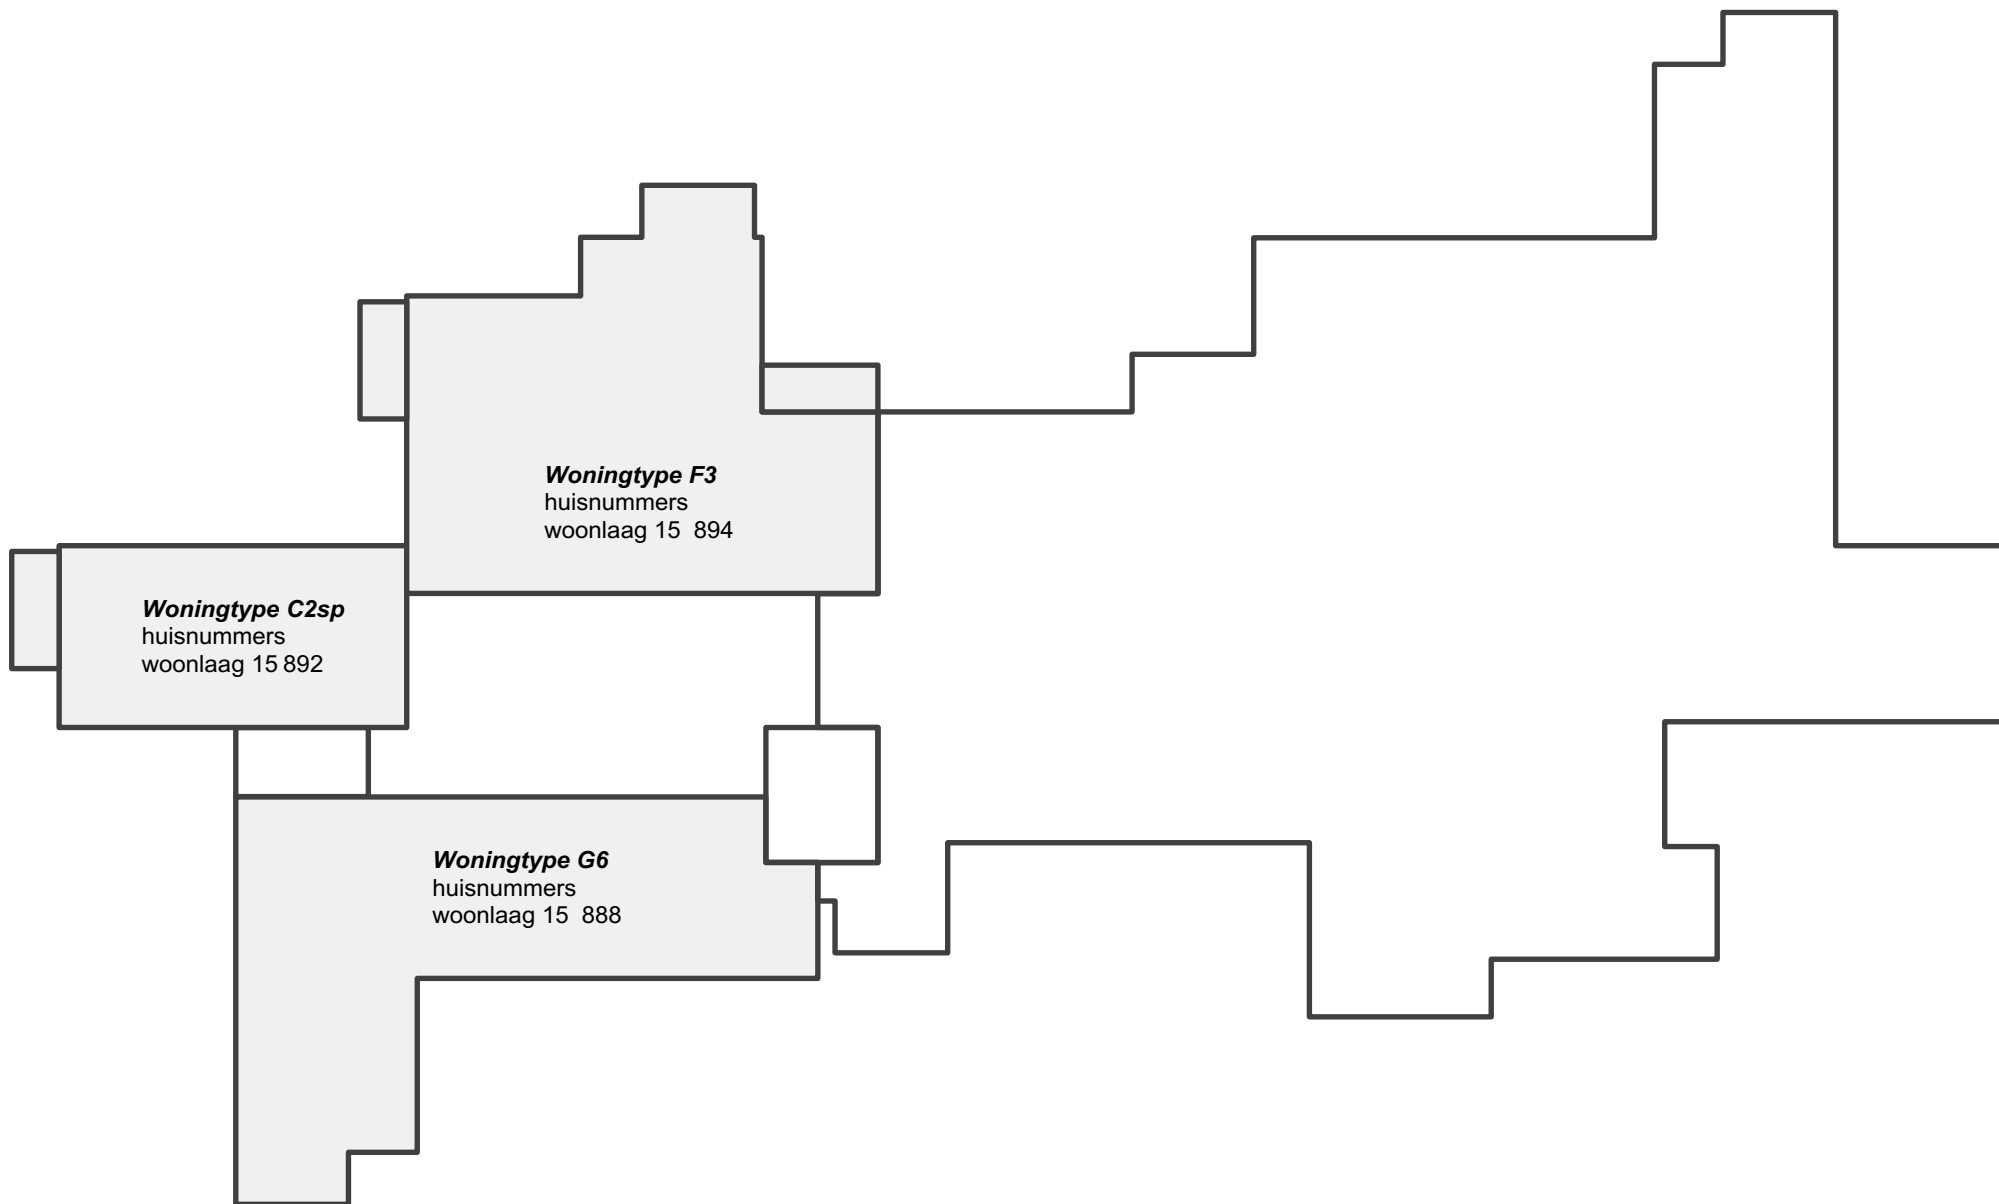 Woningtype F3
huisnummers
woonlaag 15  894
Woningtype C2sp
huisnummers
woonlaag 15 892
Woningtype G6
huisnummers
woonlaag 15  888